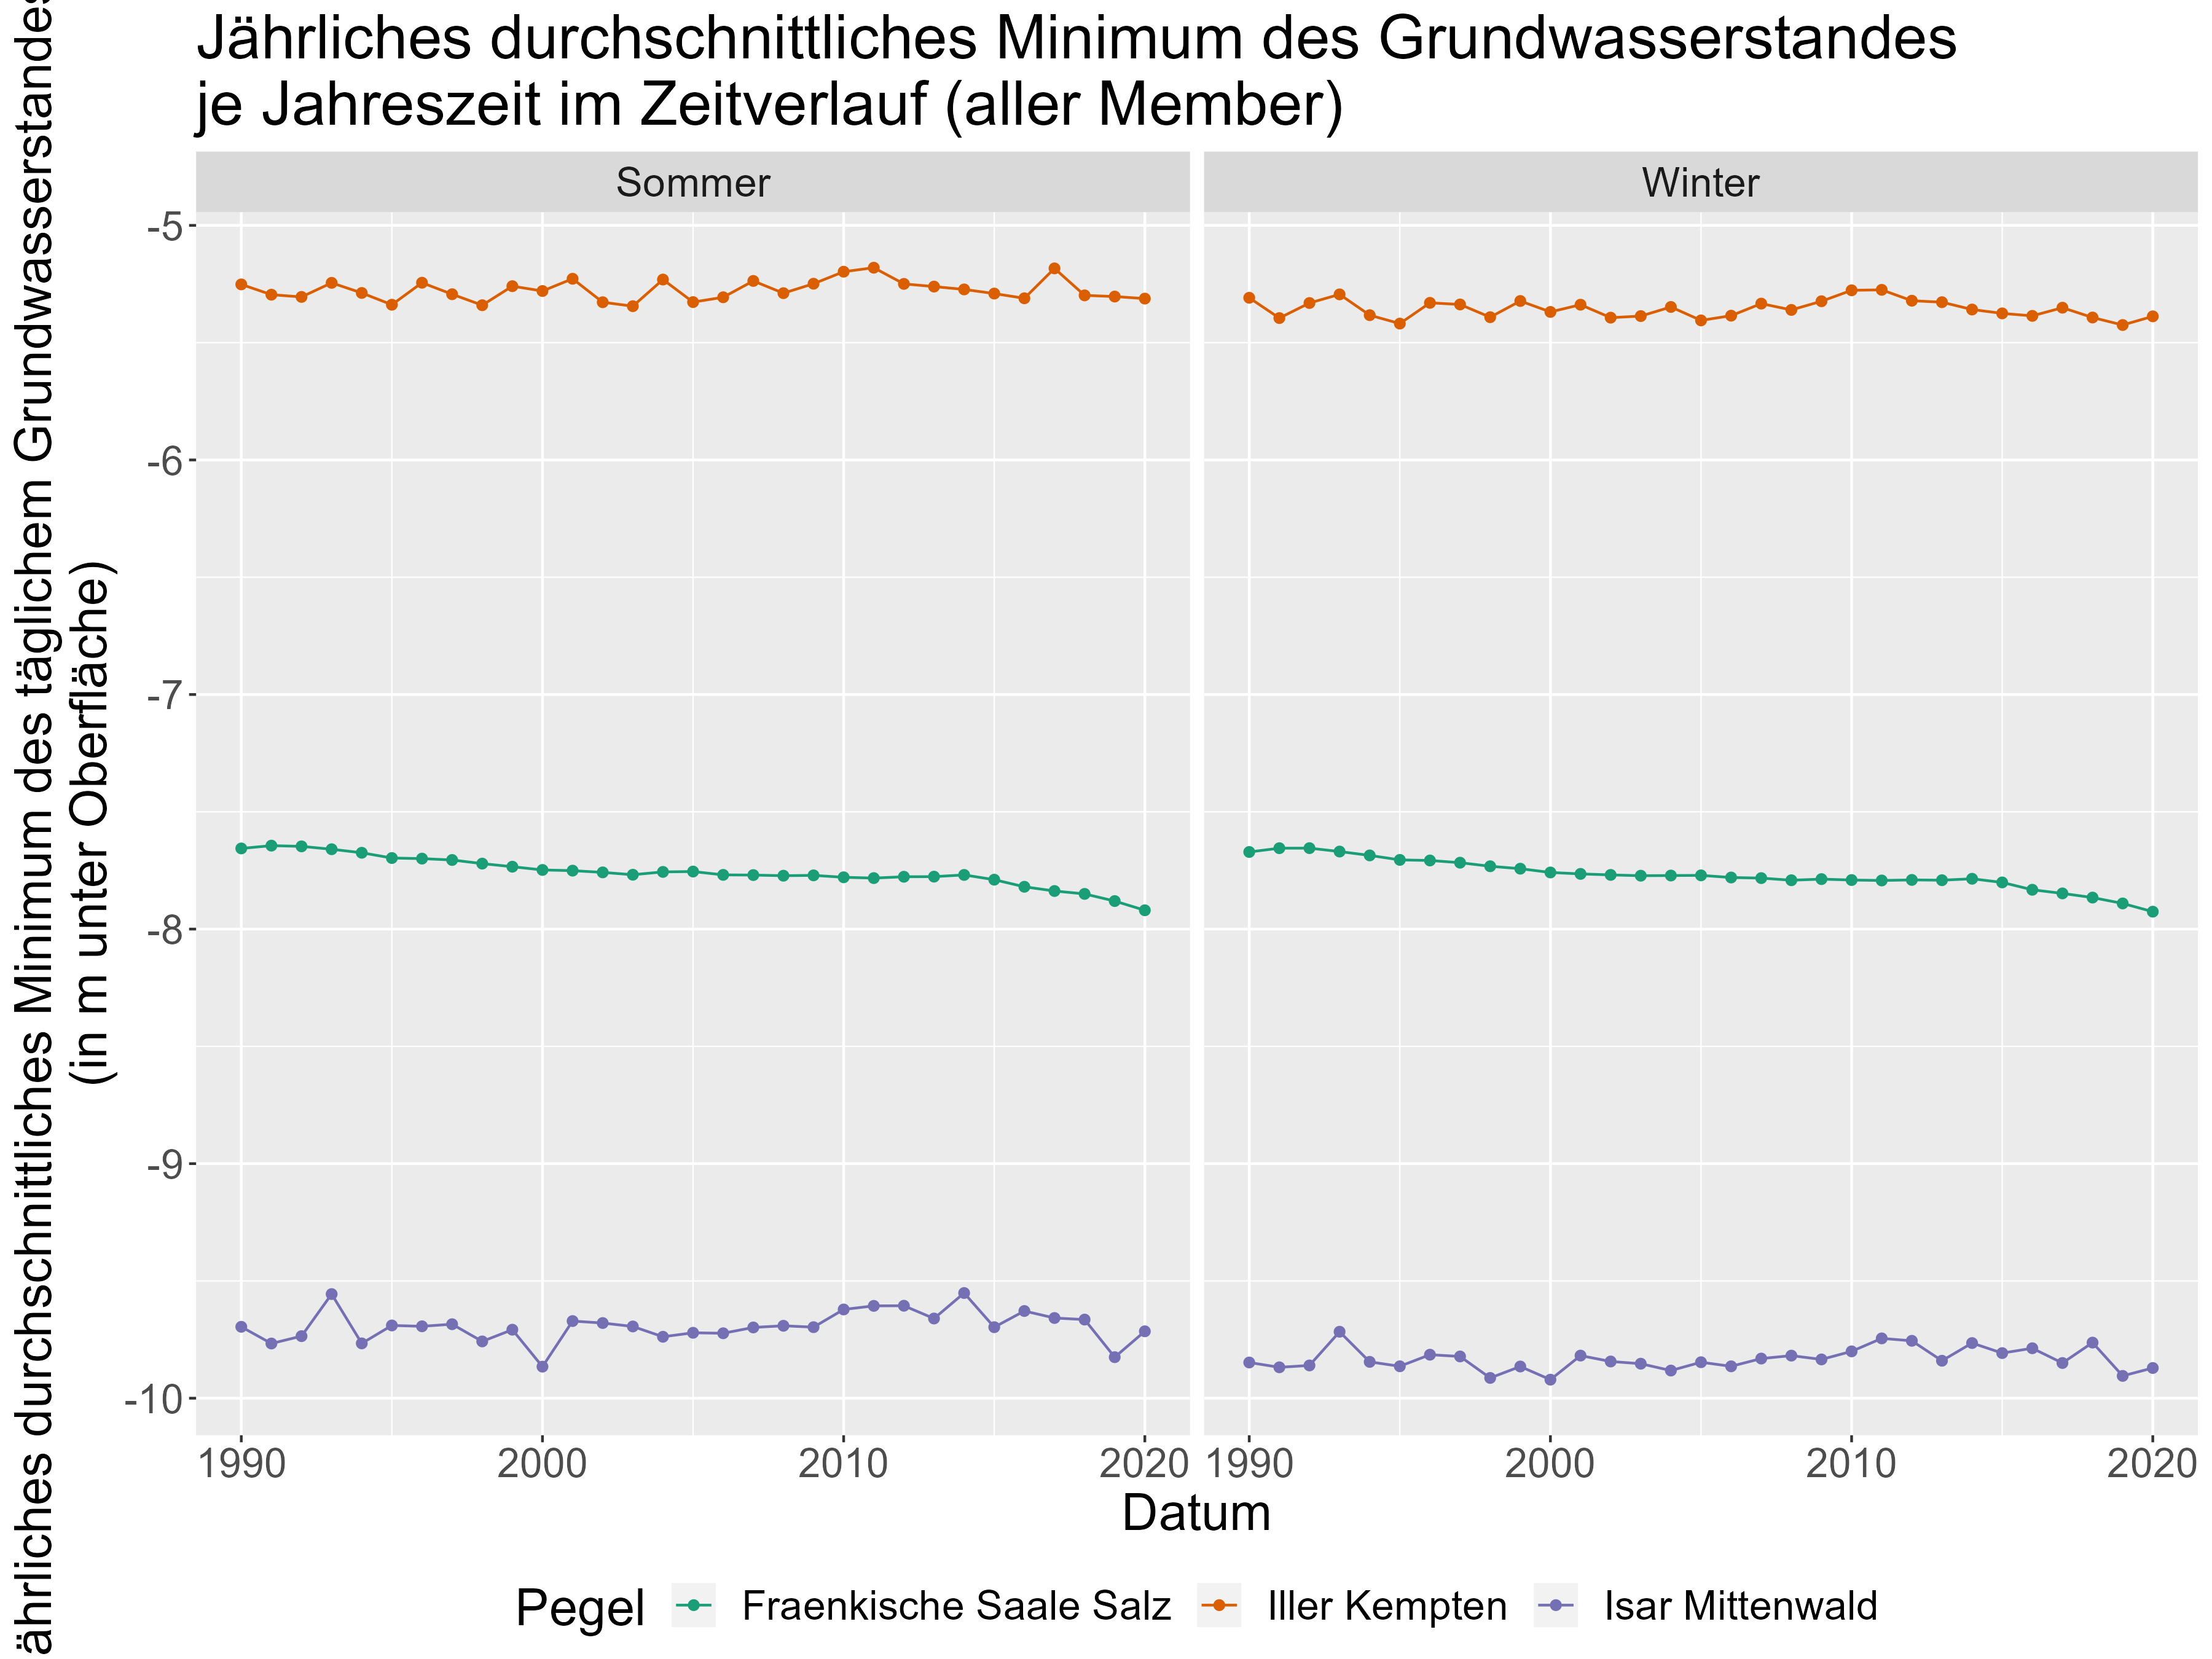 Jährliches durchschnittliches Minimum des Grundwasserstandes
je Jahreszeit im Zeitverlauf (aller Member)
Sommer
Winter
ährliches durchschnittliches Minimum des täglichem Grundwasserstandes
(in m unter Oberfläche)
-5
-6
-7
-8
-9
-10
1990 2000 2010 2020 1990 2000 2010 2020
Datum
Pegel Fraenkische Saale Salz Iller Kempten Isar Mittenwald